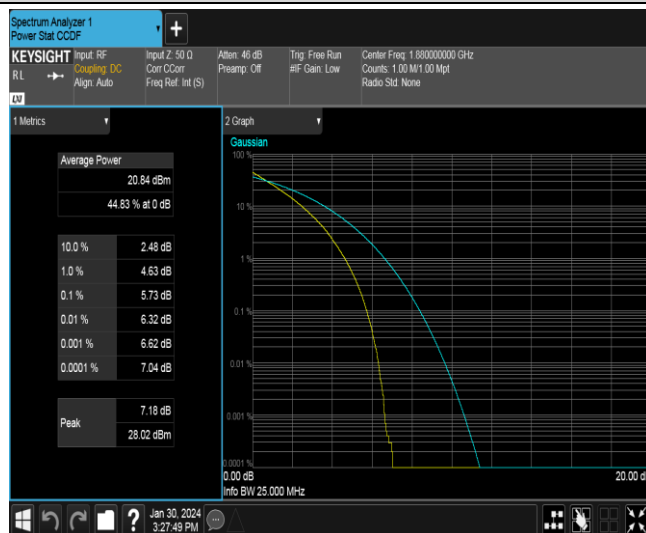 Spectrum Analyzer 1
Power Stat CCDF
+
KEYSIGHT
RL
LXI
Input: RF
Coupling: DC
Align: Auto
Input Z: 50 Ω
Corr CCorr
Freq Ref: Int (S)
Atten: 46 dB
Preamp: Off
Trig: Free Run
#IF Gain: Low
Center Freq: 1.880000000 GHz
Counts: 1.00 M/1.00 Mpt
Radio Std: None
1 Metrics
Average Power
20.84 dBm
44.83 % at 0 dB
10.0 % 2.48 dB
1.0 % 4.63 dB
0.1 % 5.73 dB
0.01 % 6.32 dB
0.001 % 6.62 dB
0.0001 % 7.04 dB
Peak
7.18 dB
28.02 dBm
2 Graph
Gaussian
100 %
10 %
1 %
0.1 %
0.01 %
0.001 %
0.0001 %
0.00 dB
20.00 d
Info BW 25.000 MHz
?
Jan 30, 2024
3:27:49 PM